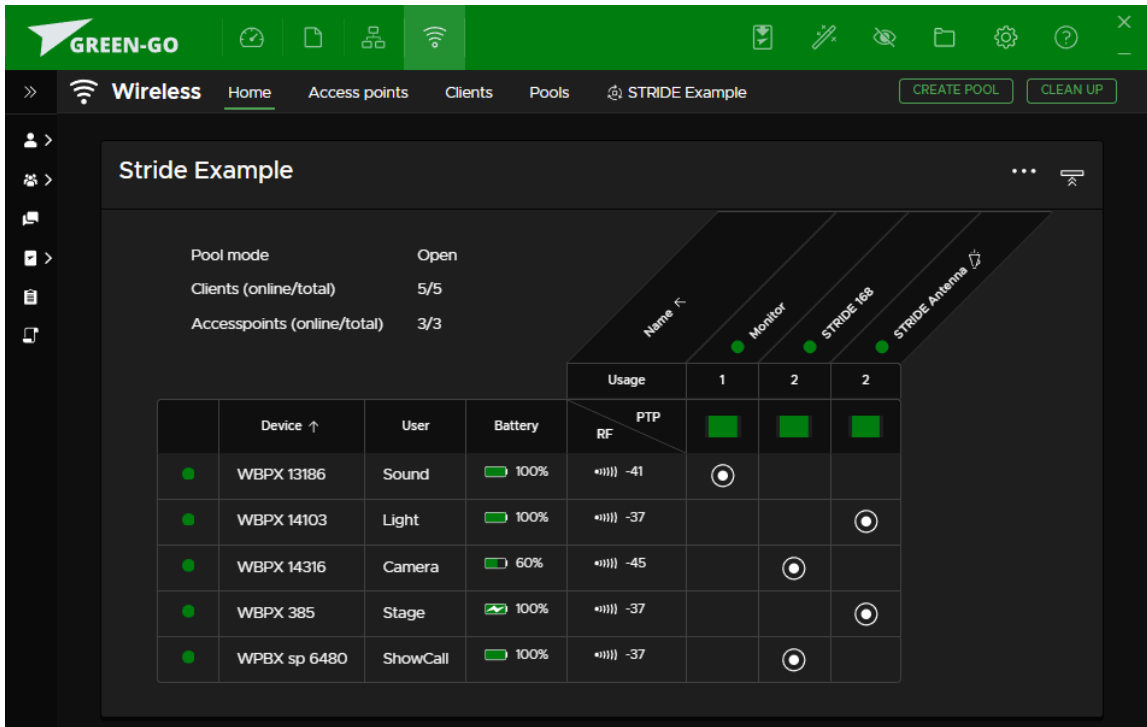 GREEN-GO
Wireless Home Access points Clients Pools STRIDE Example CREATE POOL CLEAN UP
Stride Example
Pool mode Open
Clients (online/total) 5/5
Accesspoints (online/total) 3/3
Name Monitor STRIDE 168 STRIDE Antenna
Usage 1 2 2
Device User Battery RF PTP
WBPX 13186 Sound 100% -41
WBPX 14103 Light 100% -37
WBPX 14316 Camera 60% -45
WBPX 385 Stage 100% -37
WPBX sp 6480 ShowCall 100% -37